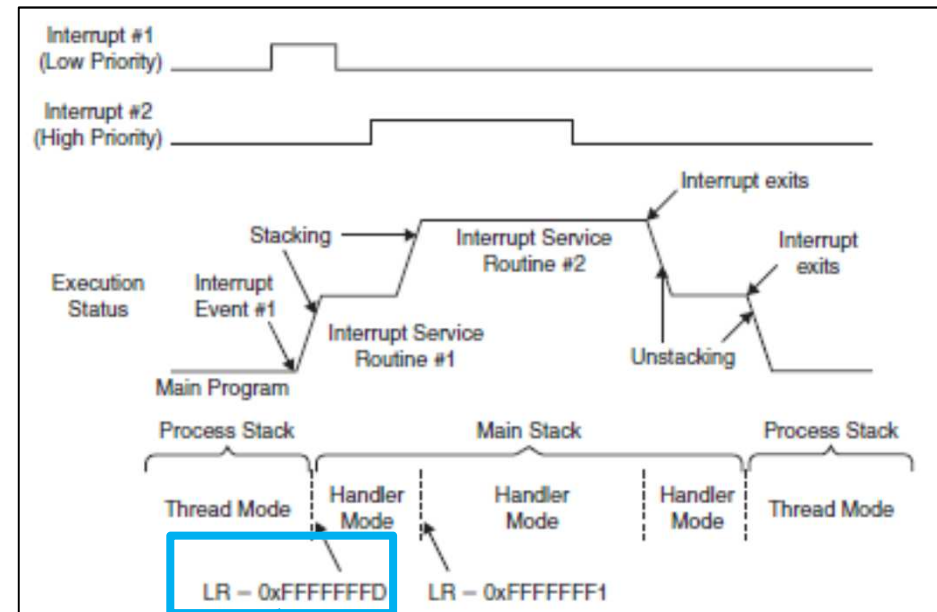 Interrupt #1
(Low Priority)
Interrupt #2
(High Priority)
Interrupt exits
Stacking
Interrupt Service
Routine #2
Interrupt
exits
Execution
Status
Interrupt
Event #1
Interrupt Service
Routine #1
Unstacking
Main Program
Process Stack
Main Stack
Process Stack
Thread Mode
Handler
Mode
Handler
Mode
Handler
Mode
Thread Mode
LR – 0xFFFFFFFD
LR – 0xFFFFFFF1